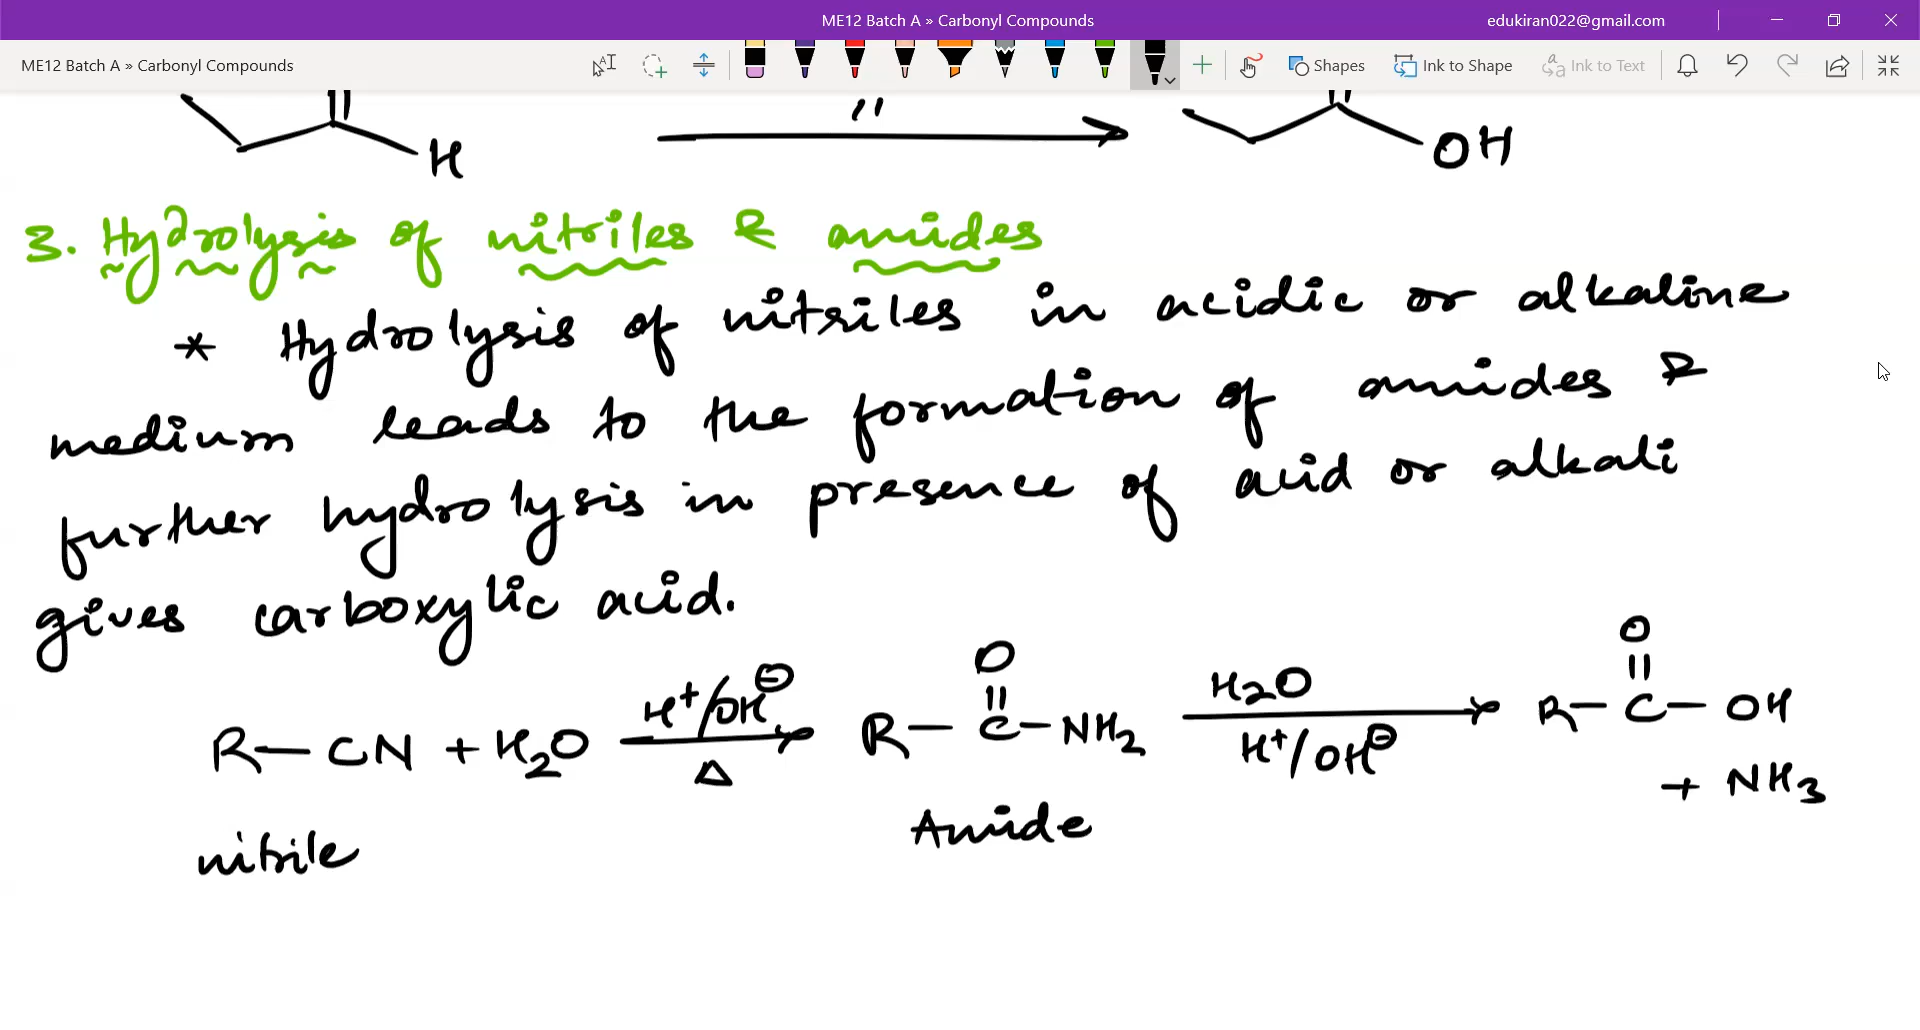 ME12 Batch A » Carbonyl Compounds
edukiran022@gmail.com
ME12 Batch A » Carbonyl Compounds
Shapes
Ink to Shape
Ink to Text
H
"
OH
3. Hydrolysis of nitriles & amides
* Hydrolysis of nitriles in acidic or alkaline
medium leads to the formation of amides &
further hydrolysis in presence of acid or alkali
gives carboxylic acid.
O O
R—CN + H2O H⁺/OH⊖ Δ R—C—NH2 H2O H⁺/OH⊖ R—C—OH
+ NH3
nitrile Amide